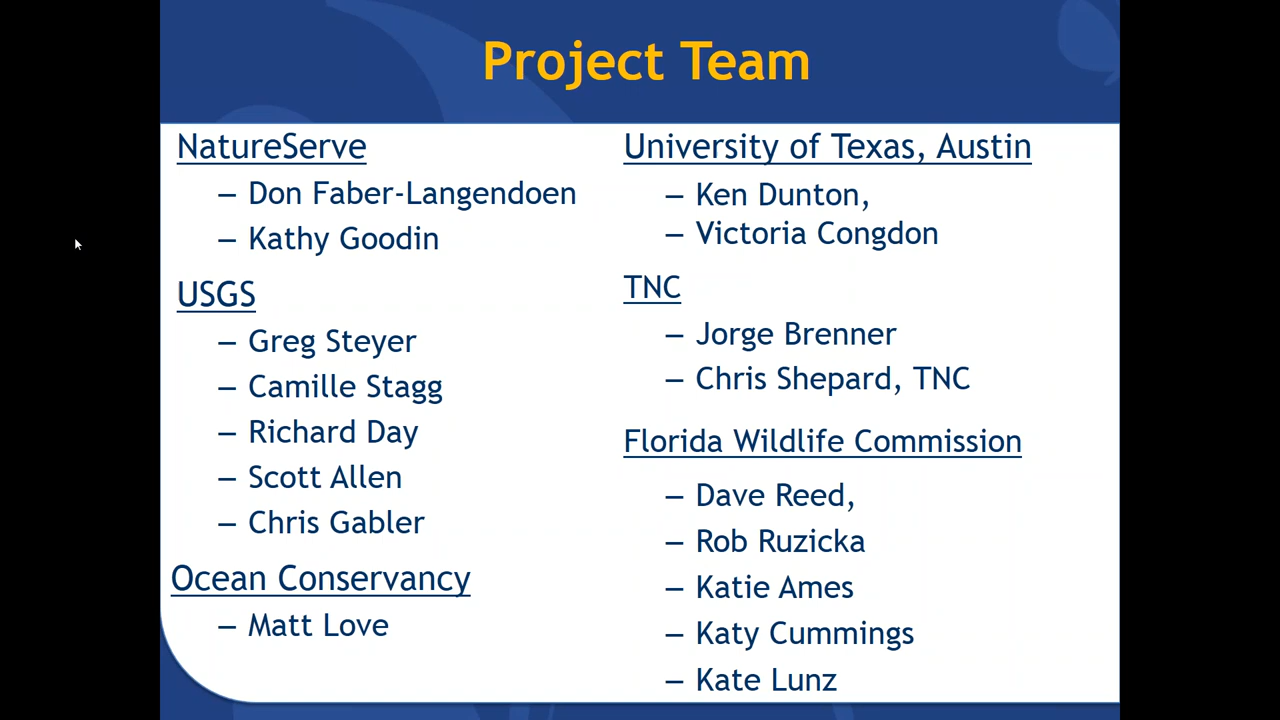 Project Team
NatureServe
– Don Faber-Langendoen
– Kathy Goodin
USGS
– Greg Steyer
– Camille Stagg
– Richard Day
– Scott Allen
– Chris Gabler
Ocean Conservancy
– Matt Love
University of Texas, Austin
– Ken Dunton,
– Victoria Congdon
TNC
– Jorge Brenner
– Chris Shepard, TNC
Florida Wildlife Commission
– Dave Reed,
– Rob Ruzicka
– Katie Ames
– Katy Cummings
– Kate Lunz